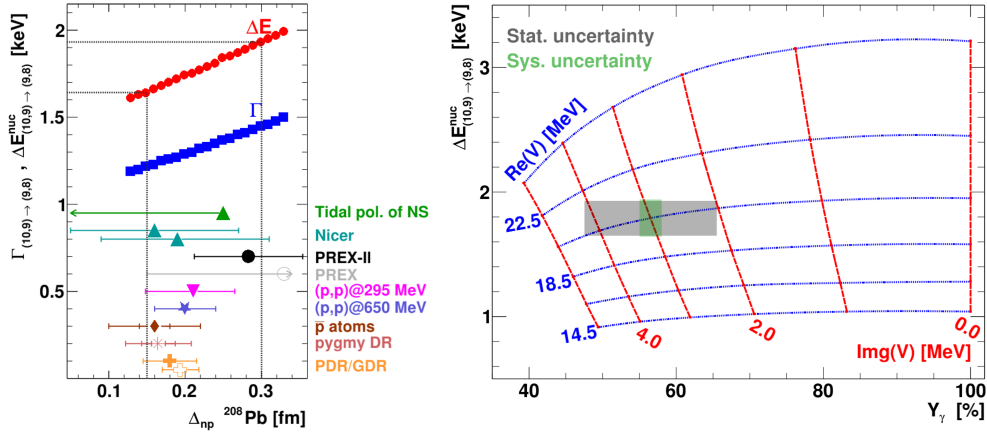 Γ (10,9)→(9,8) , ΔE^nuc_(10,9)→(9,8) [keV]
2
1.5
1
0.5
ΔE
Γ
Tidal pol. of NS
Nicer
PREX-II
PREX
(p,p)@295 MeV
(p,p)@650 MeV
p̅ atoms
pygmy DR
PDR/GDR
0.1
0.2
0.3
Δnp 208Pb [fm]
ΔE^nuc_(10,9)→(9,8) [keV]
3
2
1
Stat. uncertainty
Sys. uncertainty
Re(V) [MeV]
22.5
18.5
14.5
4.0
2.0
0.0
Img(V) [MeV]
40
60
80
100
Yγ [%]